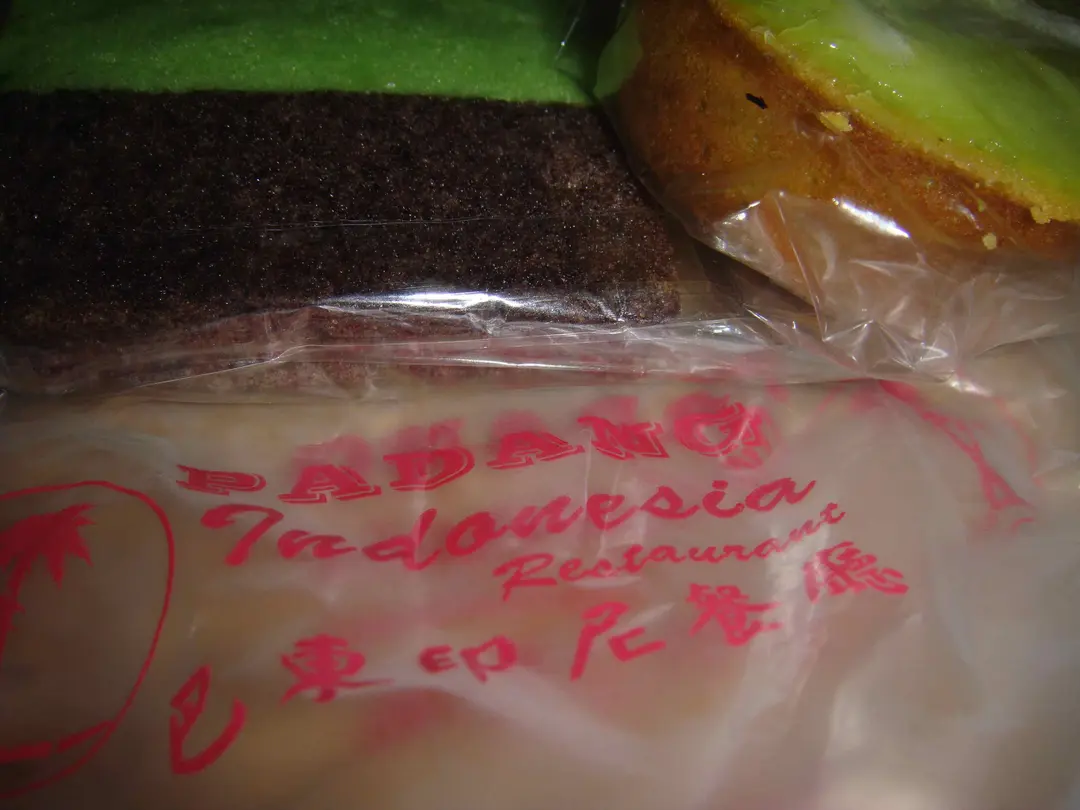 PADANG
Indonesia
Restaurant
巴東印尼餐廳